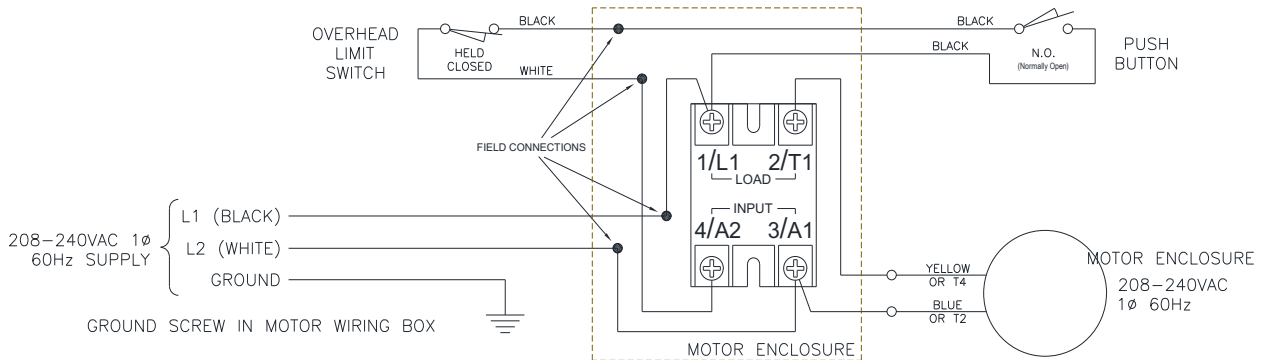 OVERHEAD
LIMIT
SWITCH
BLACK
HELD
CLOSED
WHITE
BLACK
BLACK
N.O.
(Normally Open)
PUSH
BUTTON
FIELD CONNECTIONS
1/L1 2/T1
LOAD
INPUT
4/A2 3/A1
208-240VAC 1ø
60Hz SUPPLY
L1 (BLACK)
L2 (WHITE)
GROUND
GROUND SCREW IN MOTOR WIRING BOX
YELLOW
OR T4
BLUE
OR T2
MOTOR ENCLOSURE
208-240VAC
1ø 60Hz
MOTOR ENCLOSURE